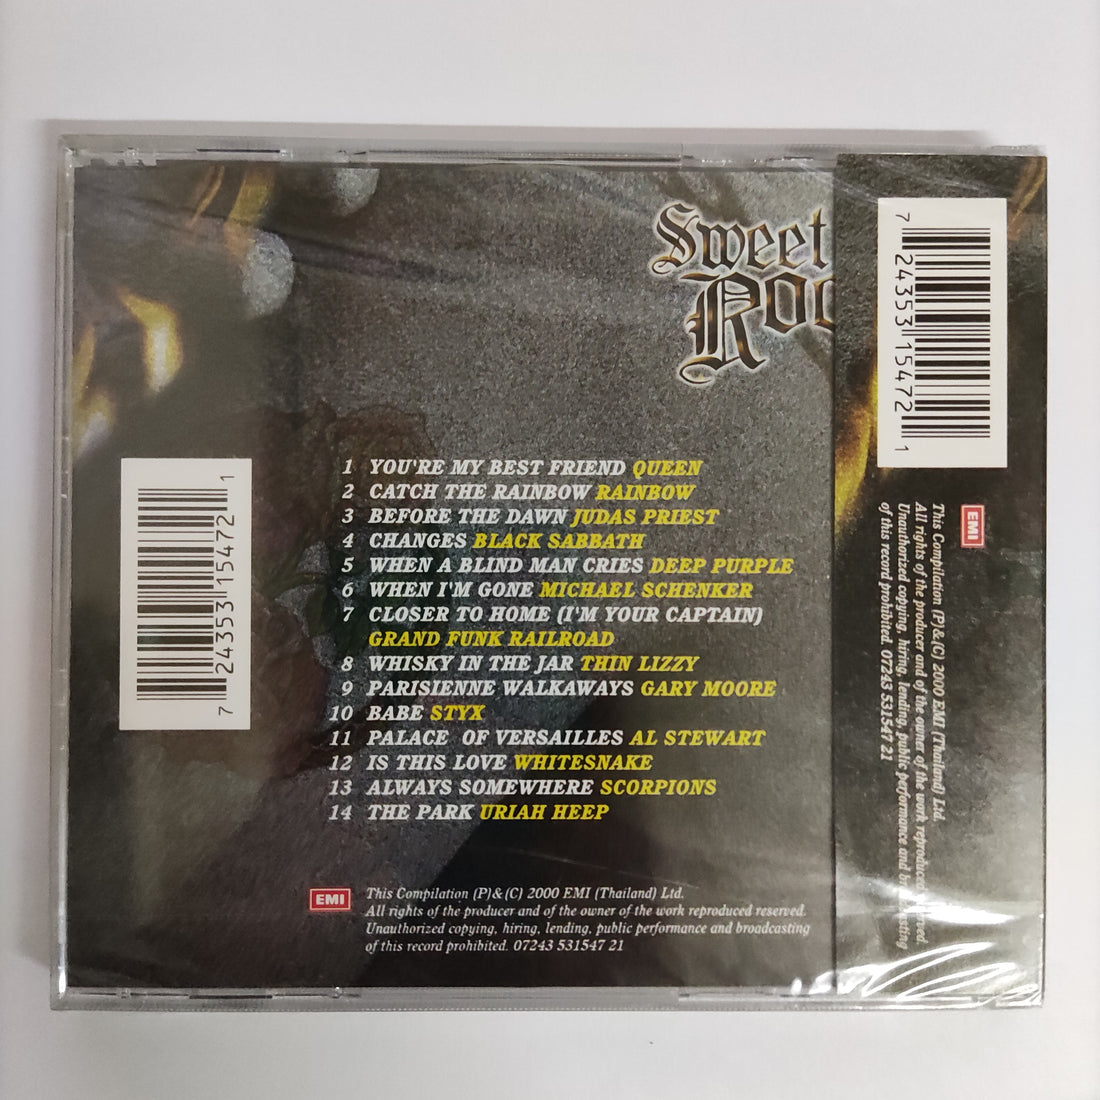 Sweet
Roc
1 YOU'RE MY BEST FRIEND QUEEN
2 CATCH THE RAINBOW RAINBOW
3 BEFORE THE DAWN JUDAS PRIEST
4 CHANGES BLACK SABBATH
5 WHEN A BLIND MAN CRIES DEEP PURPLE
6 WHEN I'M GONE MICHAEL SCHENKER
7 CLOSER TO HOME (I'M YOUR CAPTAIN)
GRAND FUNK RAILROAD
8 WHISKY IN THE JAR THIN LIZZY
9 PARISIENNE WALKAWAYS GARY MOORE
10 BABE STYX
11 PALACE OF VERSAILLES AL STEWART
12 IS THIS LOVE WHITESNAKE
13 ALWAYS SOMEWHERE SCORPIONS
14 THE PARK URIAH HEEP
7 24353 15472 1
EMI
This Compilation (P)&(C) 2000 EMI (Thailand) Ltd.
All rights of the producer and of the owner of the work reproduced reserved.
Unauthorized copying, hiring, lending, public performance and broadcasting
of this record prohibited. 07243 531547 21
7 24353 15472 1
EMI
This Compilation (P)&(C) 2000 EMI (Thailand) Ltd.
All rights of the producer and of the owner of the work reproduced reserved.
Unauthorized copying, hiring, lending, public performance and broadcasting
of this record prohibited. 07243 531547 21